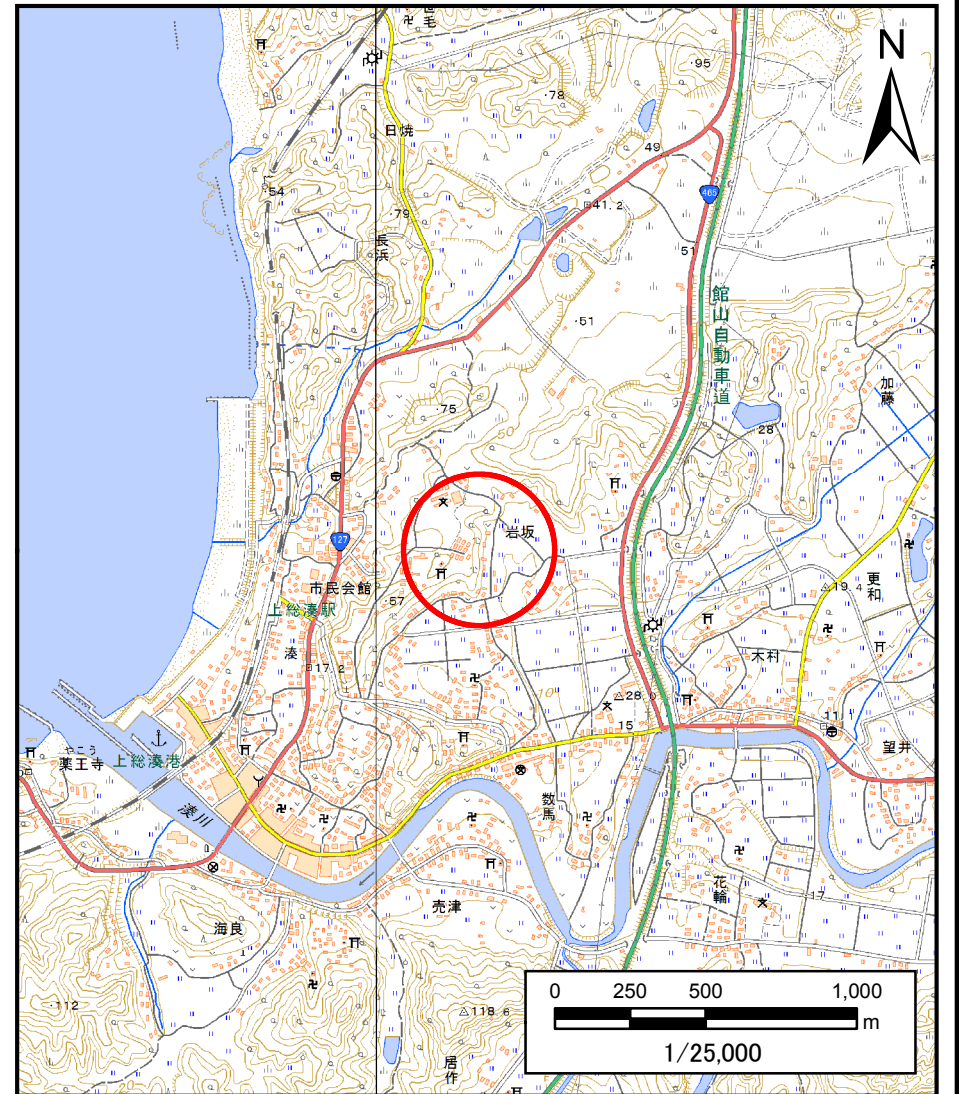 笹毛
N
95
78
日焼
49
465
54
41.2
79
長浜
51
館山自動車道
51
加藤
75
28
岩坂
127
市民会館
57
上総湊駅
更和
19.4
湊
17.2
木村
28.0
15
11
望井
やこう
薬王寺
上総湊港
数馬
湊川
花輪
17
売津
海良
112
118.6
居作
0 250 500 1,000
m
1/25,000